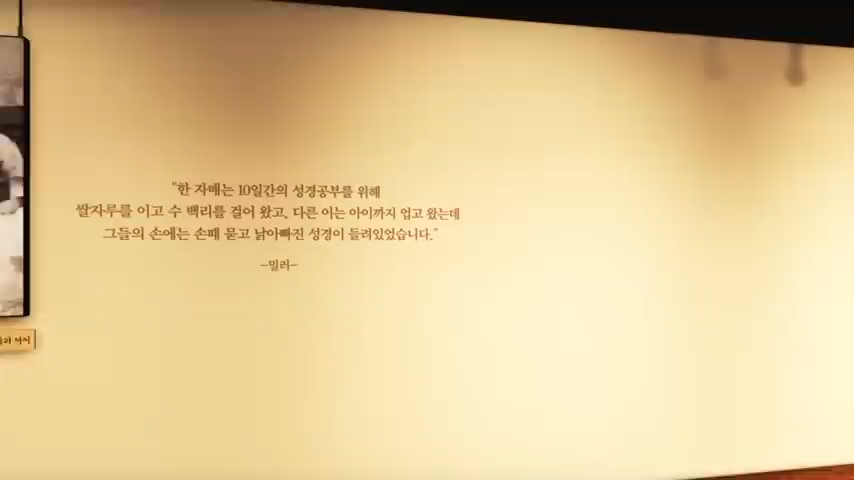 "한 자매는 10일간의 성경공부를 위해
쌀자루를 이고 수 백리를 걸어 왔고, 다른 이는 아이까지 업고 왔는데
그들의 손에는 손때 묻고 낡아빠진 성경이 들려있었습니다."
-밀러-